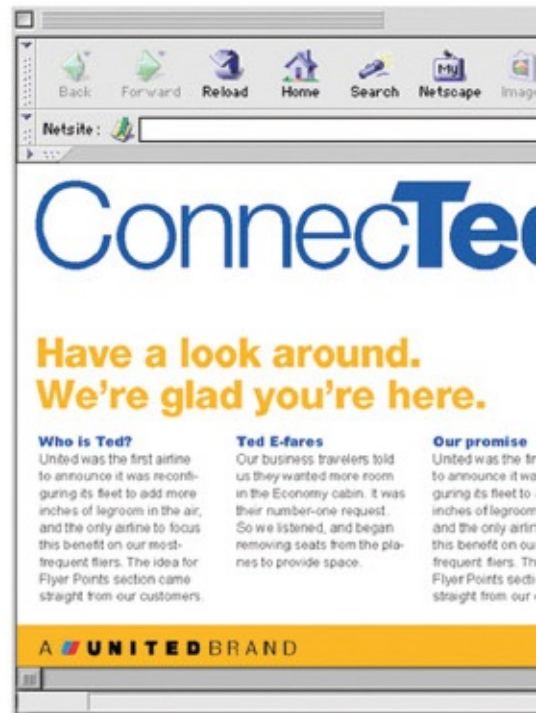 Back Forward Reload Home Search My Netscape Imag
Netsite:
ConnecTed
Have a look around.
We're glad you're here.
Who is Ted?
United was the first airline
to announce it was reconfi-
guring its fleet to add more
inches of legroom in the air,
and the only airline to focus
this benefit on our most-
frequent fliers. The idea for
Flyer Points section came
straight from our customers.
Ted E-fares
Our business travelers told
us they wanted more room
in the Economy cabin. It was
their number-one request.
So we listened, and began
removing seats from the pla-
nes to provide space.
Our promise
United was the fir
to announce it wa
guring its fleet to
inches of legroom
and the only airlin
this benefit on ou
frequent fliers. Th
Flyer Points secti
straight from our
A UNITED BRAND